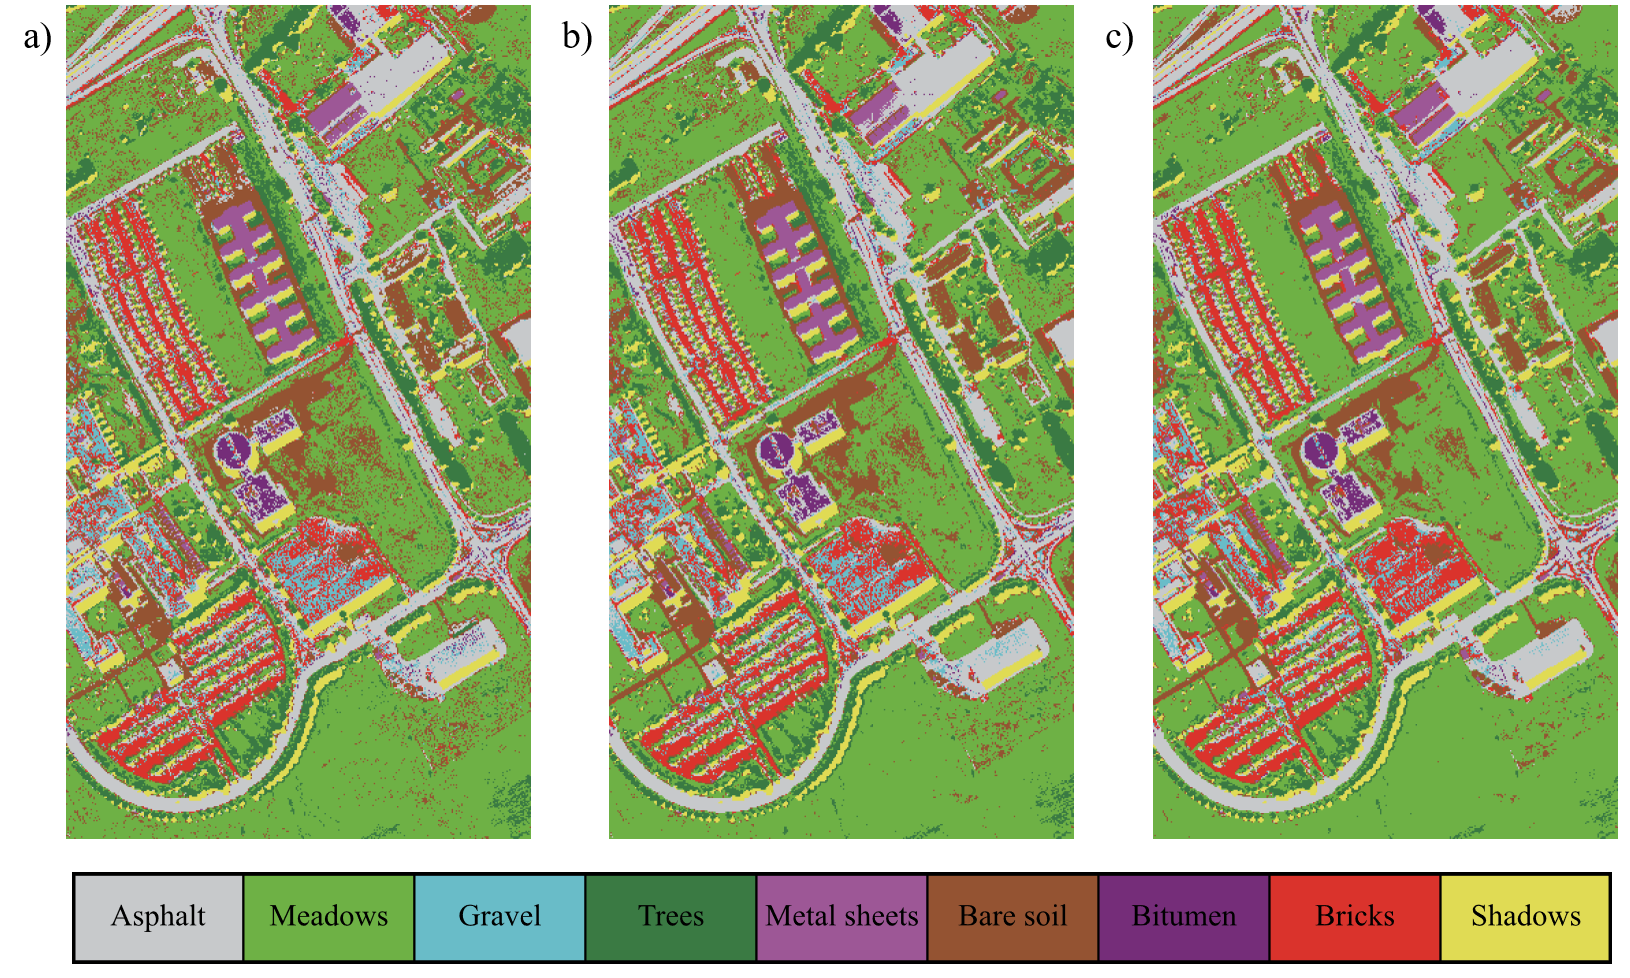 a)
b)
c)
Asphalt
Meadows
Gravel
Trees
Metal sheets
Bare soil
Bitumen
Bricks
Shadows